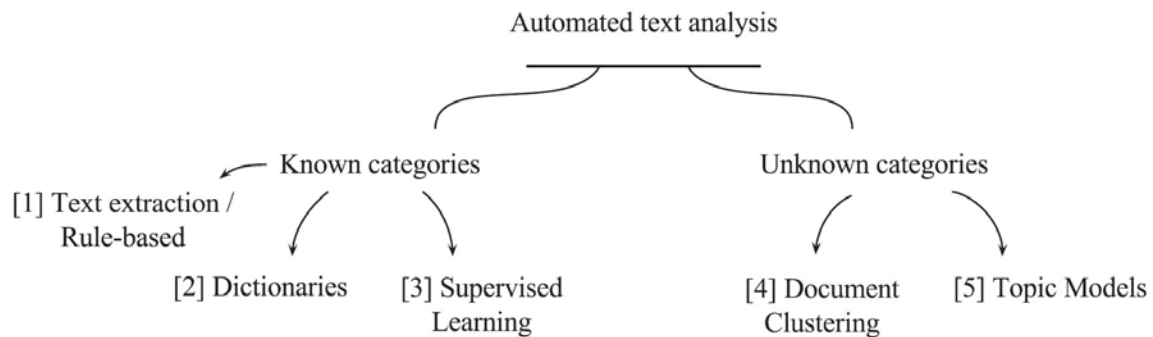 Automated text analysis
Known categories
Unknown categories
[1] Text extraction /
Rule-based
[2] Dictionaries
[3] Supervised
Learning
[4] Document
Clustering
[5] Topic Models